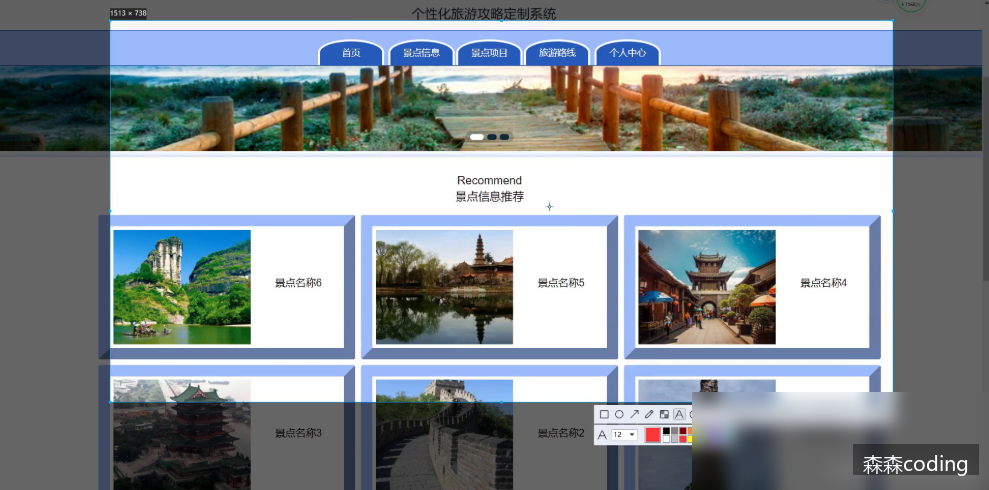 1513 × 738
个性化旅游攻略定制系统
首页 景点信息 景点项目 旅游路线 个人中心
Recommend
景点信息推荐
景点名称6 景点名称5 景点名称4
景点名称3 景点名称2
A
A 12
森森coding